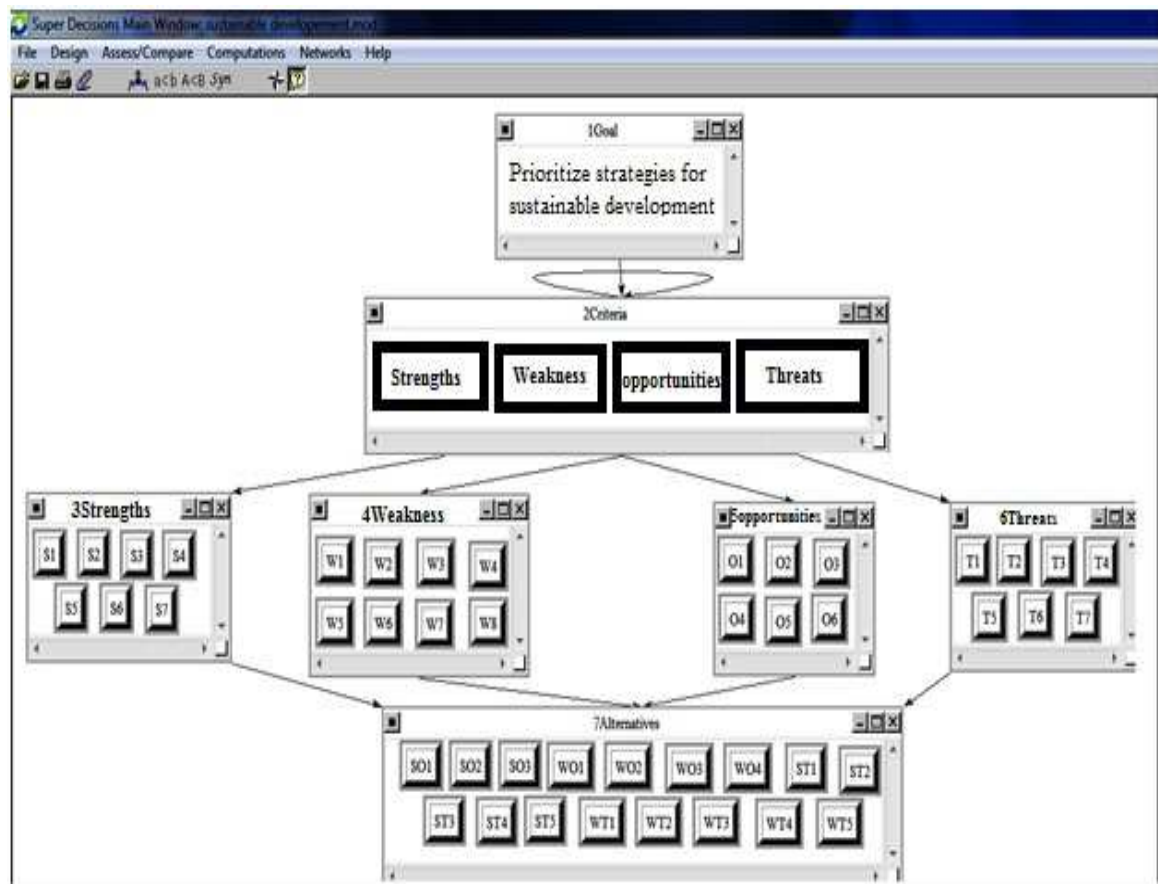 Super Decisions Main Window: sustainable developement.mod
File Design Assess/Compare Computations Networks Help
a<b A<B Syn
1Goal
Prioritize strategies for
sustainable development
2Criteria
Strengths Weakness opportunities Threats
3Strengths 4Weakness 5opportunities 6Threats
S1 S2 S3 S4 W1 W2 W3 W4 O1 O2 O3 T1 T2 T3 T4
S5 S6 S7 W5 W6 W7 W8 O4 O5 O6 T5 T6 T7
7Alternatives
SO1 SO2 SO3 WO1 WO2 WO3 WO4 ST1 ST2
ST3 ST4 ST5 WT1 WT2 WT3 WT4 WT5